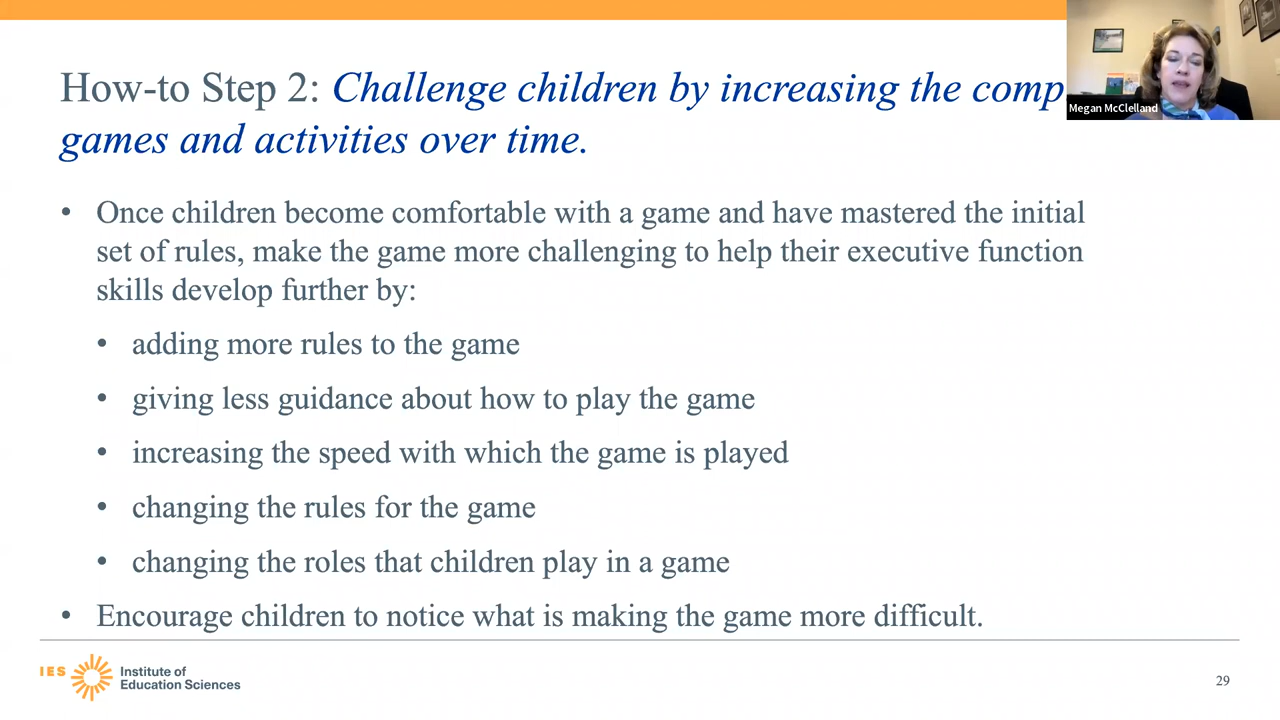 How-to Step 2: Challenge children by increasing the comp
games and activities over time.
Megan McClelland
• Once children become comfortable with a game and have mastered the initial
set of rules, make the game more challenging to help their executive function
skills develop further by:
• adding more rules to the game
• giving less guidance about how to play the game
• increasing the speed with which the game is played
• changing the rules for the game
• changing the roles that children play in a game
• Encourage children to notice what is making the game more difficult.
IES Institute of
Education Sciences
29